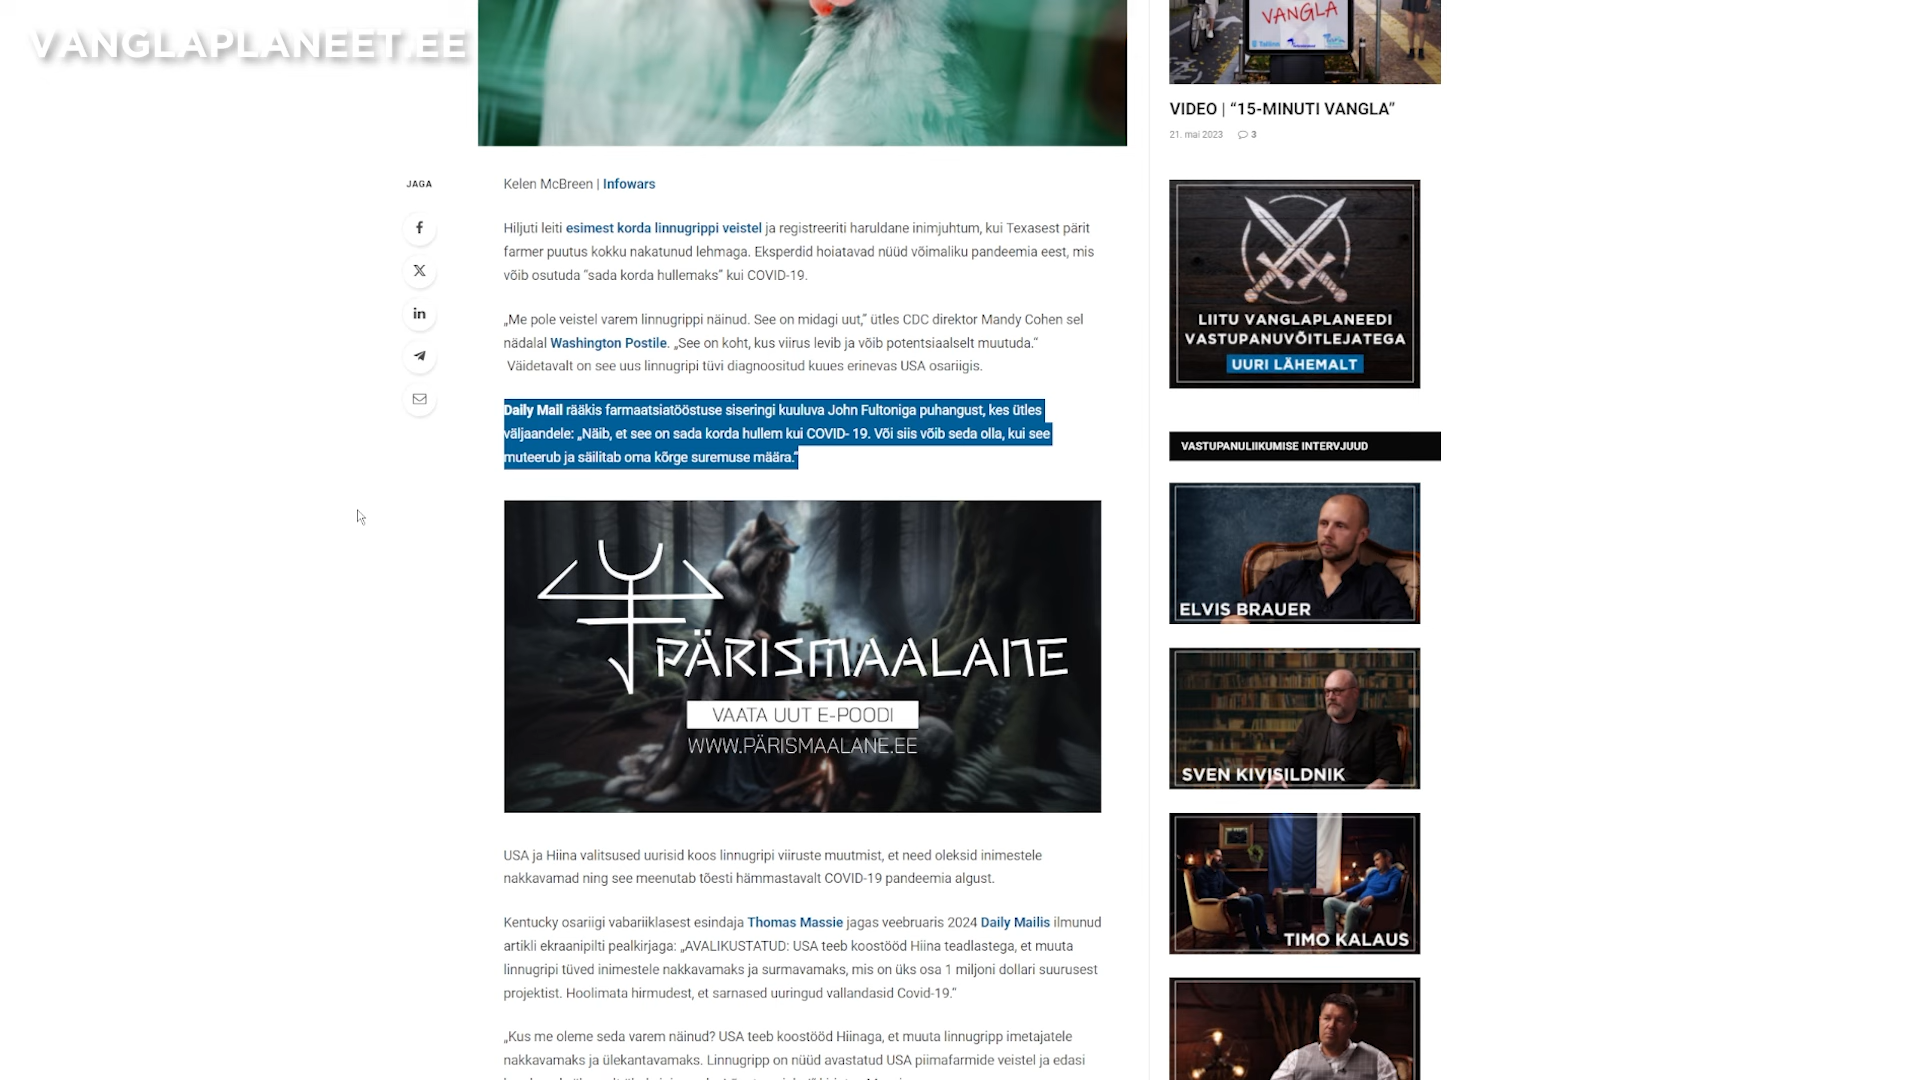 VANGLAPLANEET.EE
VANGLA
Tallinn
VIDEO | “15-MINUTI VANGLA”
21. mai 2023 3
JAGA
Kelen McBreen | Infowars
Hiljuti leiti esimest korda linnugrippi veistel ja registreeriti haruldane inimjuhtum, kui Texasest pärit
farmer puutus kokku nakatunud lehmaga. Eksperdid hoiatavad nüüd võimaliku pandeemia eest, mis
võib osutuda “sada korda hullemaks” kui COVID-19.
„Me pole veistel varem linnugrippi näinud. See on midagi uut,” ütles CDC direktor Mandy Cohen sel
nädalal Washington Postile. „See on koht, kus viirus levib ja võib potentsiaalselt muutuda.“
Väidetavalt on see uus linnugripi tüvi diagnoositud kuues erinevas USA osariigis.
Daily Mail rääkis farmaatsiatööstuse siseringi kuuluva John Fultoniga puhangust, kes ütles
väljaandele: „Näib, et see on sada korda hullem kui COVID- 19. Või siis võib seda olla, kui see
muteerub ja säilitab oma kõrge suremuse määra.“
PÄRISMAALANE
VAATA UUT E-POODI
WWW.PÄRISMAALANE.EE
USA ja Hiina valitsused uurisid koos linnugripi viiruste muutmist, et need oleksid inimestele
nakkavamad ning see meenutab tõesti hämmastavalt COVID-19 pandeemia algust.
Kentucky osariigi vabariiklasest esindaja Thomas Massie jagas veebruaris 2024 Daily Mailis ilmunud
artikli ekraanipilti pealkirjaga: „AVALIKUSTATUD: USA teeb koostööd Hiina teadlastega, et muuta
linnugripi tüved inimestele nakkavamaks ja surmavamaks, mis on üks osa 1 miljoni dollari suurusest
projektist. Hoolimata hirmudest, et sarnased uuringud vallandasid Covid-19.“
„Kus me oleme seda varem näinud? USA teeb koostööd Hiinaga, et muuta linnugripp imetajatele
nakkavamaks ja ülekantavamaks. Linnugripp on nüüd avastatud USA piimafarmide veistel ja edasi
LIITU VANGLAPLANEEDI
VASTUPANUVÕITLEJATEGA
UURI LÄHEMALT
VASTUPANULIIKUMISE INTERVJUUD
ELVIS BRAUER
SVEN KIVISILDNIK
TIMO KALAUS